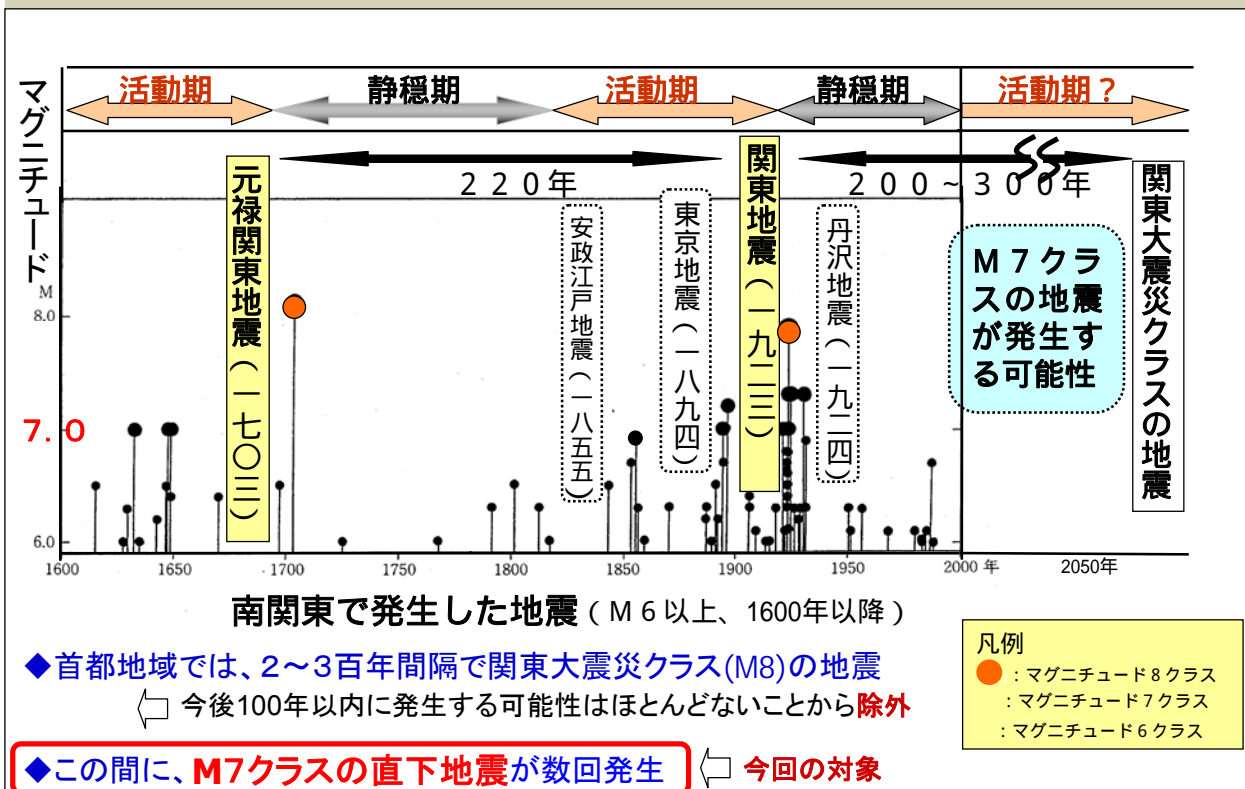 活動期
静穏期
活動期
静穏期
活動期？
マグニチュード
２２０年
２００～３００年
元禄関東地震（一七〇三）
安政江戸地震（一八五五）
東京地震（一八九四）
関東地震（一九二三）
丹沢地震（一九二四）
Ｍ７クラ
スの地震
が発生す
る可能性
関東大震災クラスの地震
M
8.0
７.０
6.0
1600
1650
1700
1750
1800
1850
1900
1950
2000 年
2050年
南関東で発生した地震（Ｍ６以上、1600年以降）
◆首都地域では、２～３百年間隔で関東大震災クラス(M8)の地震
今後100年以内に発生する可能性はほとんどないことから除外
◆この間に、M7クラスの直下地震が数回発生
今回の対象
凡例
：マグニチュード８クラス
：マグニチュード７クラス
：マグニチュード６クラス